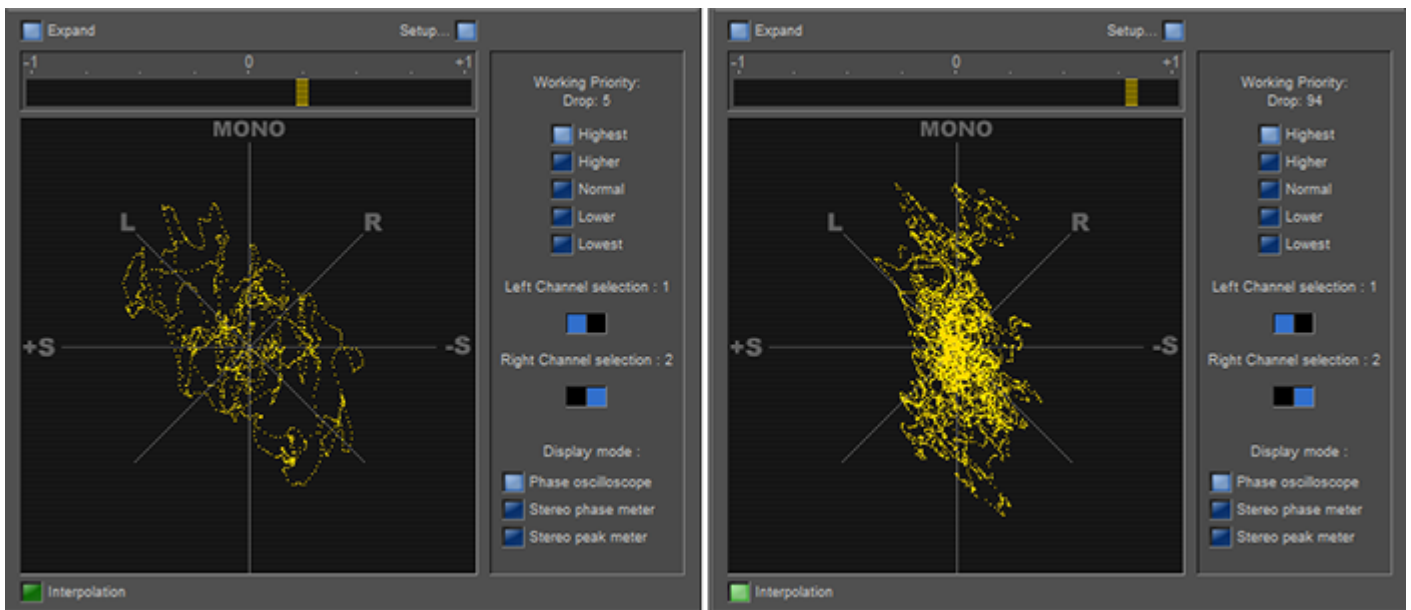 Expand Setup...
-1 0 +1
MONO
L R
+S -S
Interpolation
Working Priority:
Drop: 5
Highest
Higher
Normal
Lower
Lowest
Left Channel selection : 1
Right Channel selection : 2
Display mode :
Phase oscilloscope
Stereo phase meter
Stereo peak meter
Expand Setup...
-1 0 +1
MONO
L R
+S -S
Interpolation
Working Priority:
Drop: 94
Highest
Higher
Normal
Lower
Lowest
Left Channel selection : 1
Right Channel selection : 2
Display mode :
Phase oscilloscope
Stereo phase meter
Stereo peak meter